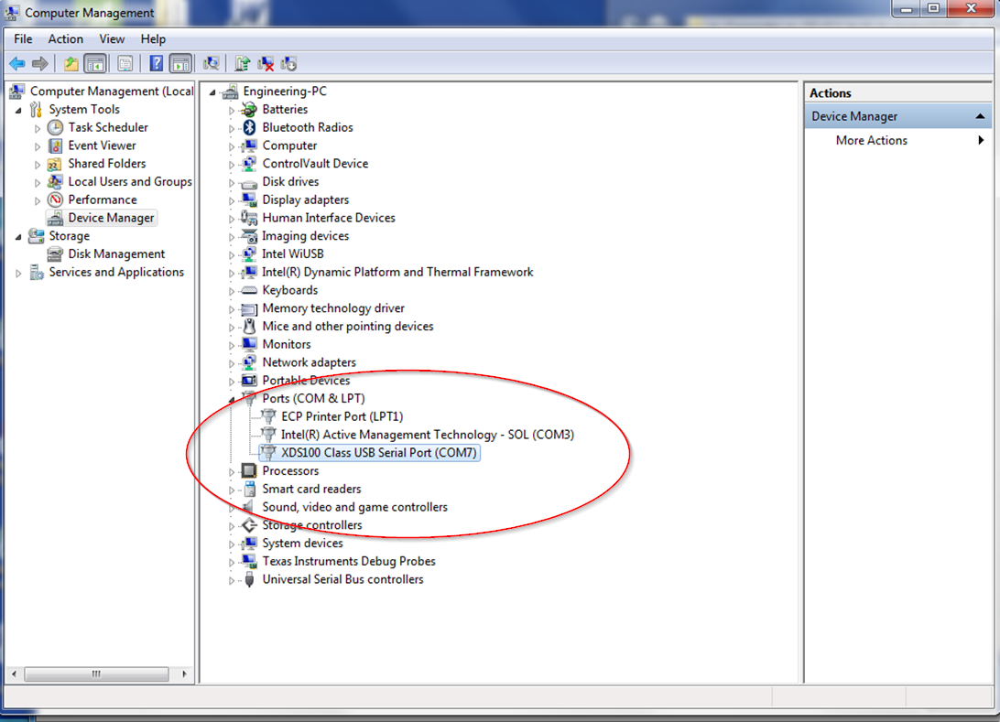 Computer Management
File Action View Help
Computer Management (Local
System Tools
Task Scheduler
Event Viewer
Shared Folders
Local Users and Groups
Performance
Device Manager
Storage
Disk Management
Services and Applications
Engineering-PC
Batteries
Bluetooth Radios
Computer
ControlVault Device
Disk drives
Display adapters
Human Interface Devices
Imaging devices
Intel WiUSB
Intel(R) Dynamic Platform and Thermal Framework
Keyboards
Memory technology driver
Mice and other pointing devices
Monitors
Network adapters
Portable Devices
Ports (COM & LPT)
ECP Printer Port (LPT1)
Intel(R) Active Management Technology - SOL (COM3)
XDS100 Class USB Serial Port (COM7)
Processors
Smart card readers
Sound, video and game controllers
Storage controllers
System devices
Texas Instruments Debug Probes
Universal Serial Bus controllers
Actions
Device Manager
More Actions